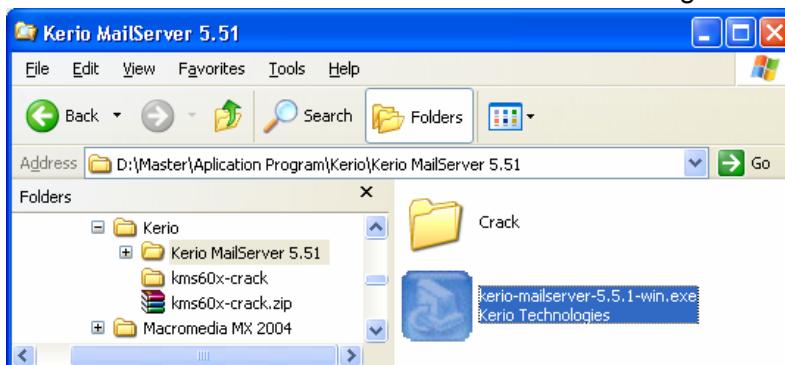 Kerio MailServer 5.51
File Edit View Favorites Tools Help
Back Search Folders
Address D:\Master\Aplication Program\Kerio\Kerio MailServer 5.51 Go
Folders x
Kerio
Kerio MailServer 5.51
kms60x-crack
kms60x-crack.zip
Macromedia MX 2004
Crack
kerio-mailserver-5.5.1-win.exe
Kerio Technologies